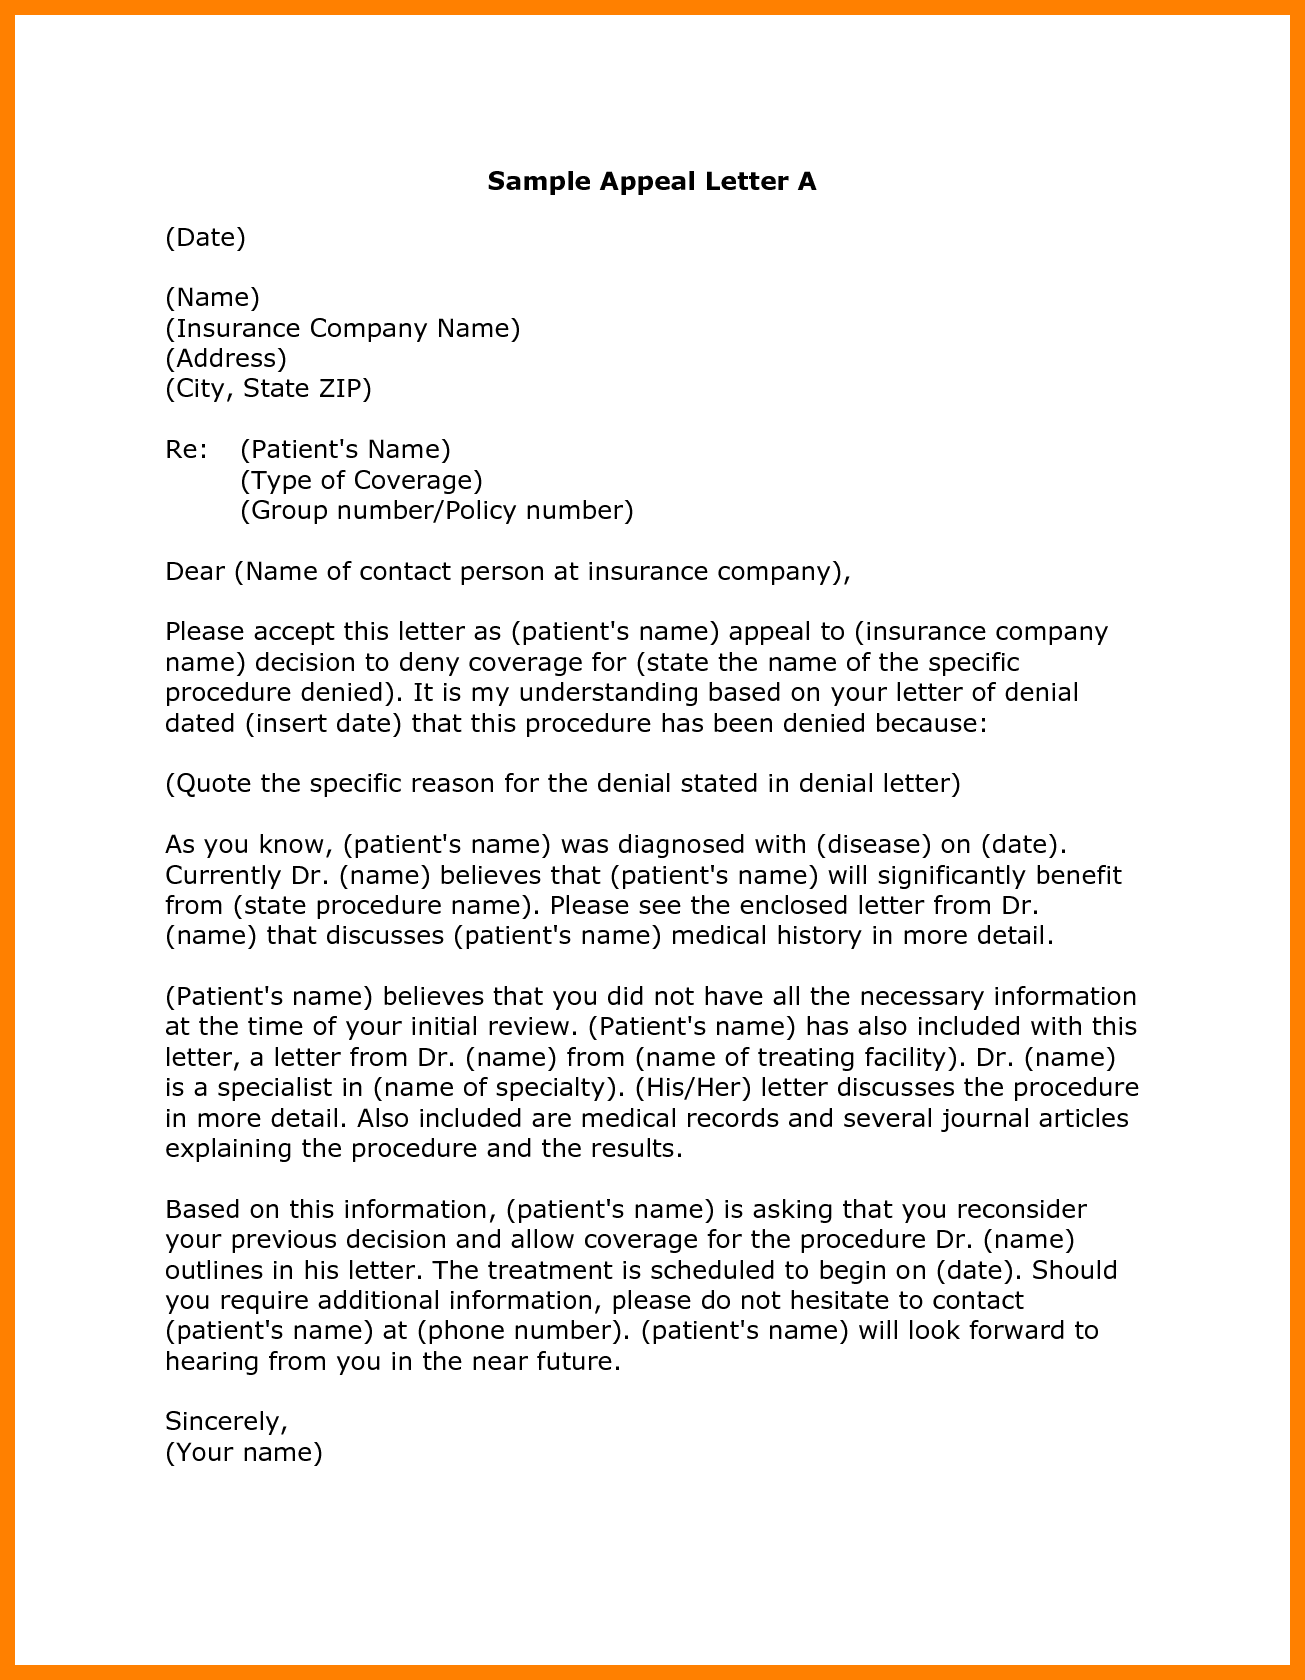 Sample Appeal Letter A
(Date)
(Name)
(Insurance Company Name)
(Address)
(City, State ZIP)
Re: (Patient's Name)
(Type of Coverage)
(Group number/Policy number)
Dear (Name of contact person at insurance company),
Please accept this letter as (patient's name) appeal to (insurance company
name) decision to deny coverage for (state the name of the specific
procedure denied). It is my understanding based on your letter of denial
dated (insert date) that this procedure has been denied because:
(Quote the specific reason for the denial stated in denial letter)
As you know, (patient's name) was diagnosed with (disease) on (date).
Currently Dr. (name) believes that (patient's name) will significantly benefit
from (state procedure name). Please see the enclosed letter from Dr.
(name) that discusses (patient's name) medical history in more detail.
(Patient's name) believes that you did not have all the necessary information
at the time of your initial review. (Patient's name) has also included with this
letter, a letter from Dr. (name) from (name of treating facility). Dr. (name)
is a specialist in (name of specialty). (His/Her) letter discusses the procedure
in more detail. Also included are medical records and several journal articles
explaining the procedure and the results.
Based on this information, (patient's name) is asking that you reconsider
your previous decision and allow coverage for the procedure Dr. (name)
outlines in his letter. The treatment is scheduled to begin on (date). Should
you require additional information, please do not hesitate to contact
(patient's name) at (phone number). (patient's name) will look forward to
hearing from you in the near future.
Sincerely,
(Your name)